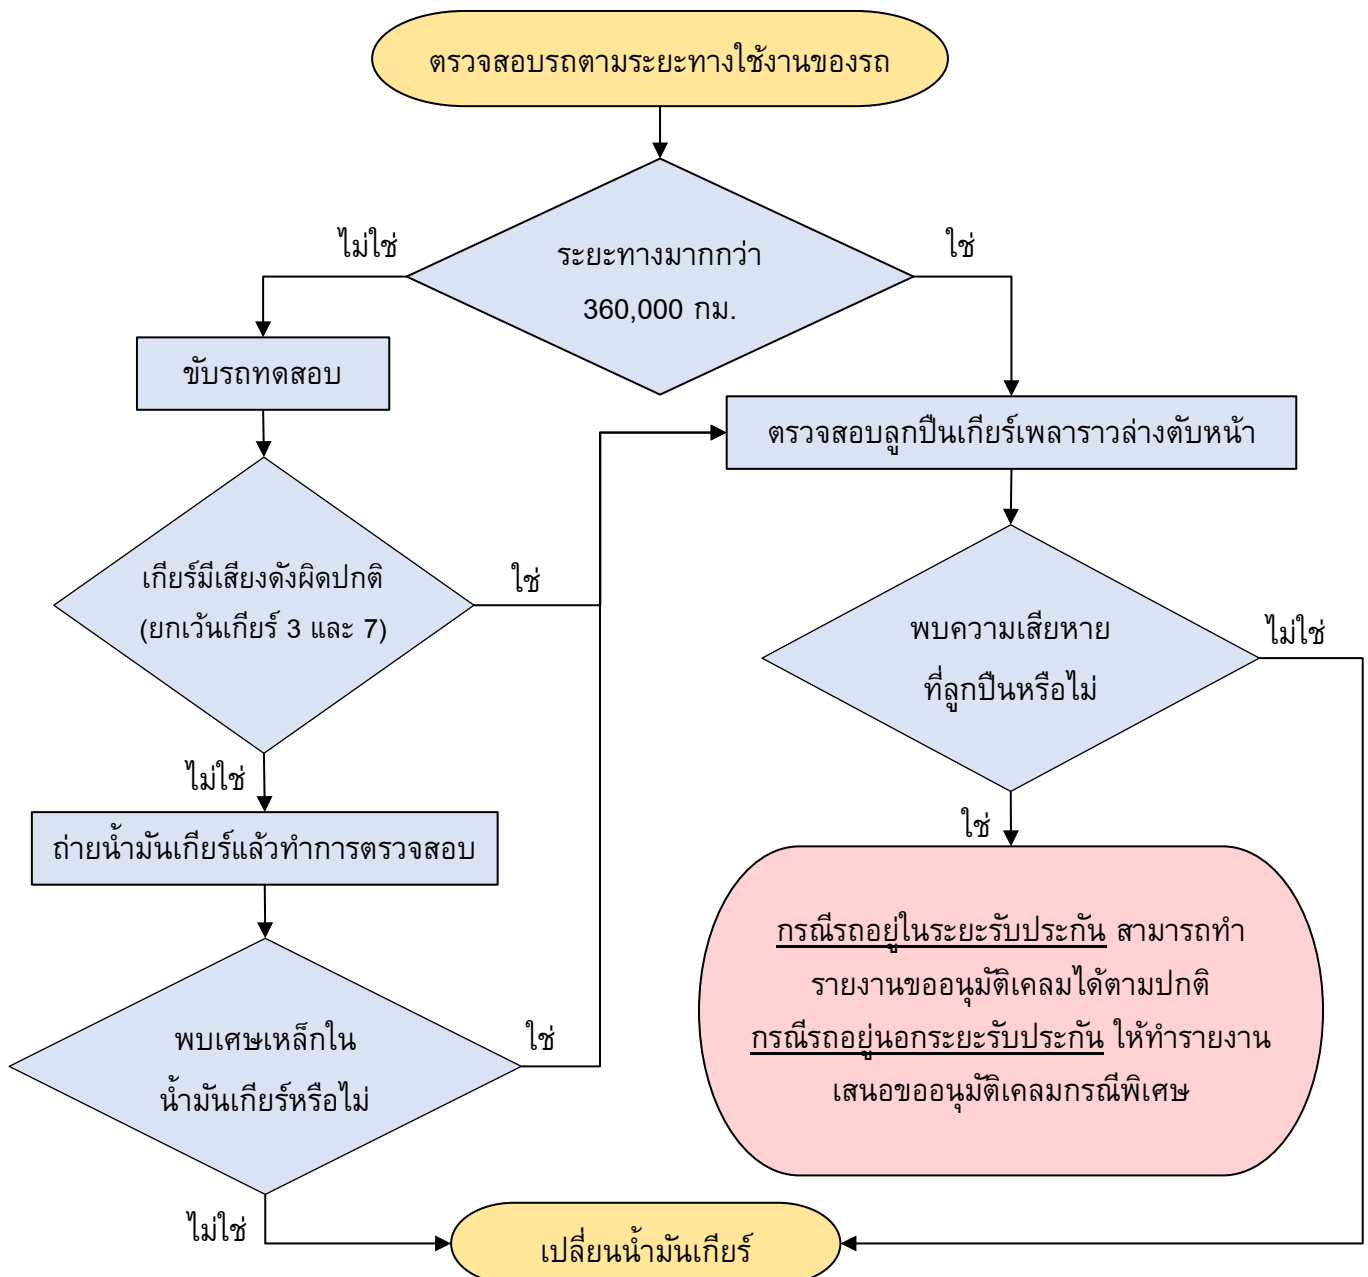 ตรวจสอบรถตามระยะทางใช้งานของรถ
ไม่ใช่
ระยะทางมากกว่า
360,000 กม.
ใช่
ขับรถทดสอบ
ตรวจสอบลูกปืนเกียร์เพลาราวล่างตับหน้า
เกียร์มีเสียงดังผิดปกติ
(ยกเว้นเกียร์ 3 และ 7)
ใช่
พบความเสียหาย
ที่ลูกปืนหรือไม่
ไม่ใช่
ไม่ใช่
ใช่
ถ่ายน้ำมันเกียร์แล้วทำการตรวจสอบ
กรณีรถอยู่ในระยะรับประกัน สามารถทำ
รายงานขออนุมัติเคลมได้ตามปกติ
กรณีรถอยู่นอกระยะรับประกัน ให้ทำรายงาน
เสนอขออนุมัติเคลมกรณีพิเศษ
พบเศษเหล็กใน
น้ำมันเกียร์หรือไม่
ใช่
ไม่ใช่
เปลี่ยนน้ำมันเกียร์